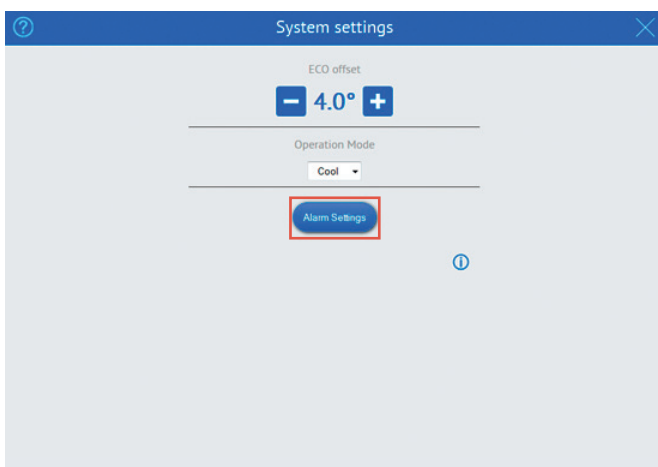 System settings
ECO offset
4.0°
Operation Mode
Cool
Alarm Settings